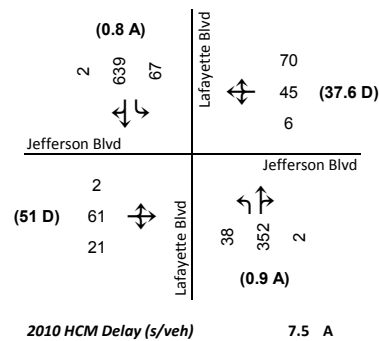 (0.8 A)
2 639 67
Lafayette Blvd
70
45 (37.6 D)
6
Jefferson Blvd
Jefferson Blvd
2
(51 D) 61
21
Lafayette Blvd
38 352 2
(0.9 A)
2010 HCM Delay (s/veh) 7.5 A